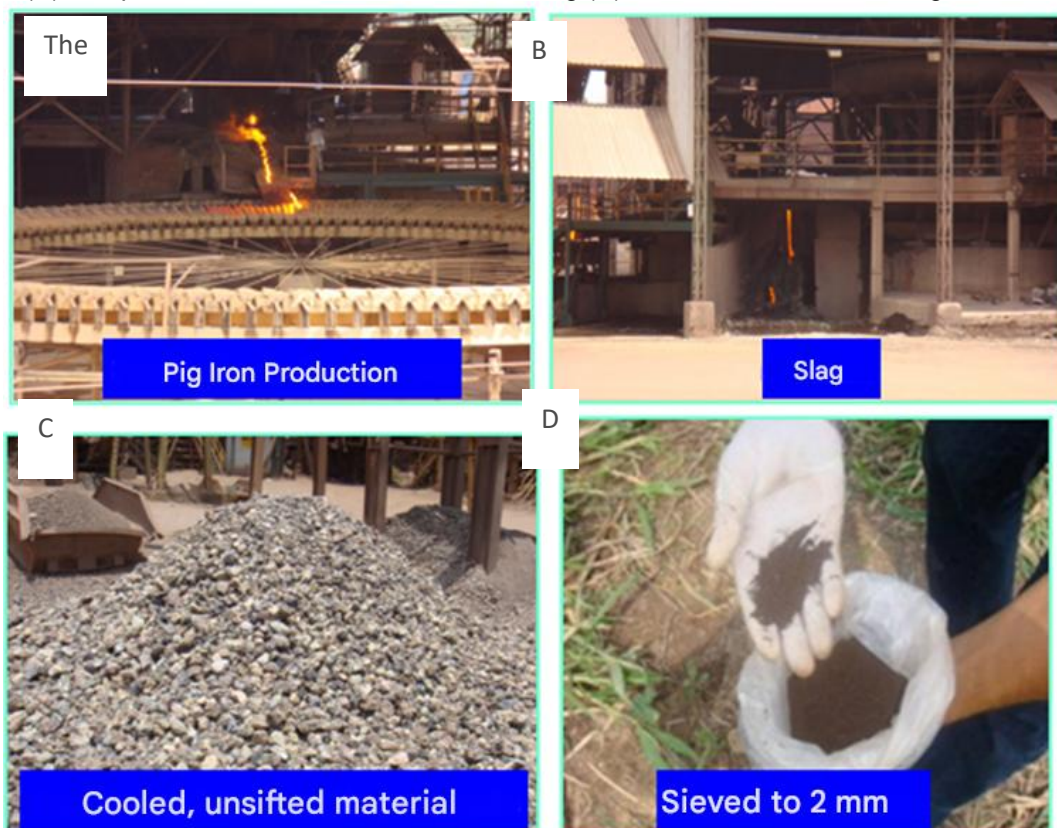 The
B
Pig Iron Production
Slag
C
D
Cooled, unsifted material
Sieved to 2 mm